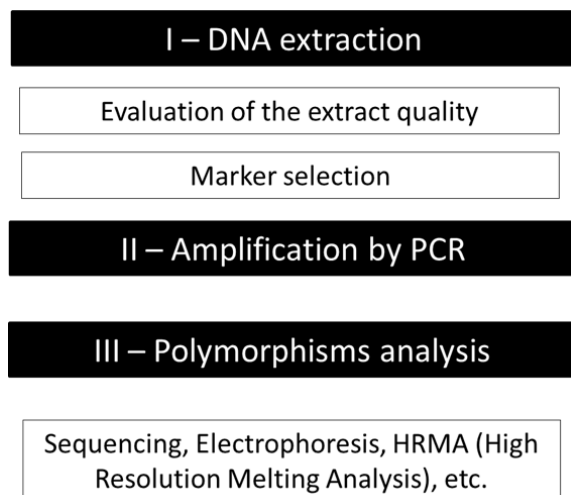 I – DNA extraction
Evaluation of the extract quality
Marker selection
II – Amplification by PCR
III – Polymorphisms analysis
Sequencing, Electrophoresis, HRMA (High
Resolution Melting Analysis), etc.